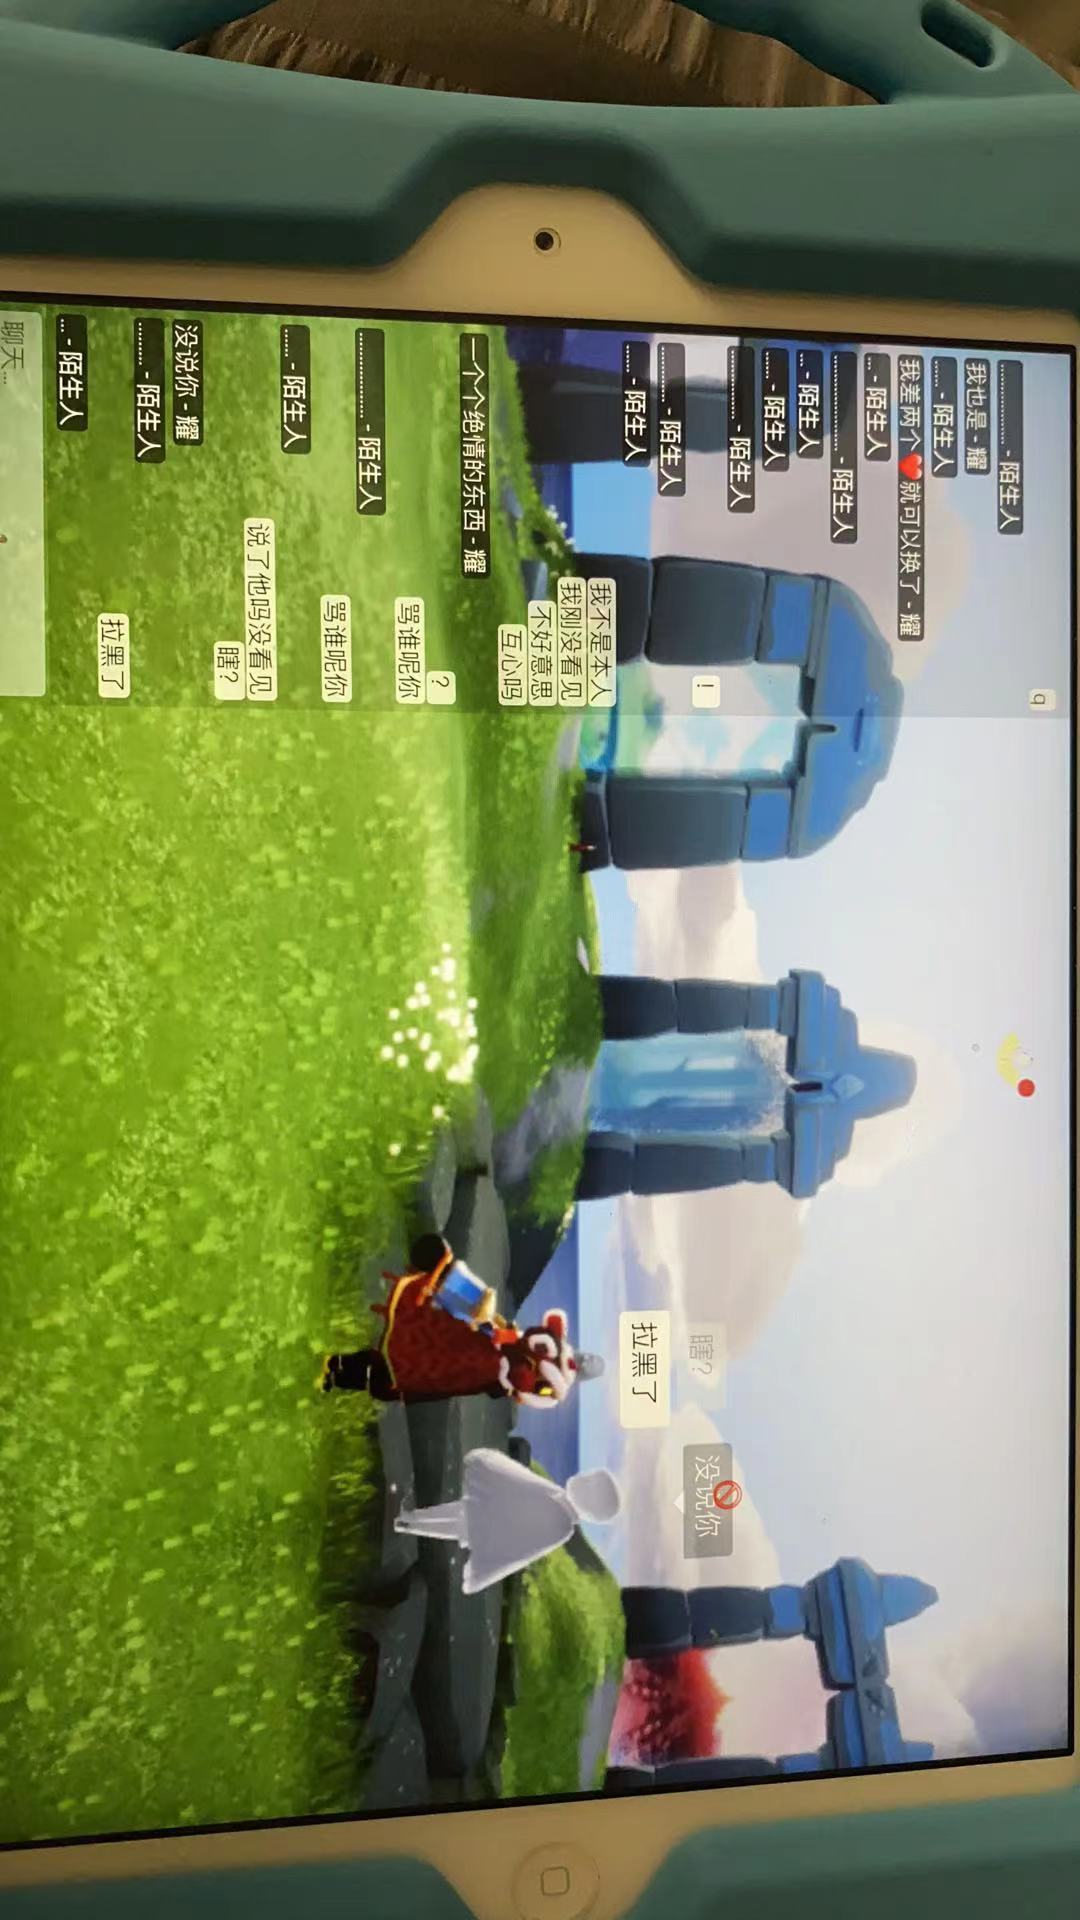 q
................ - 陌生人
我也是 - 耀
...... - 陌生人
我差两个❤️就可以换了 - 耀
... - 陌生人
.............. - 陌生人
... - 陌生人
...... - 陌生人
.......... - 陌生人
!
........ - 陌生人
...... - 陌生人
我不是本人
我刚没看见
不好意思
互心吗
一个个绝情的东西 - 耀
?
骂谁呢你
.............. - 陌生人
骂谁呢你
...... - 陌生人
说了他吗没看见
瞎?
没说你 - 耀
......... - 陌生人
拉黑了
... - 陌生人
聊天...
瞎?
没说你
拉黑了